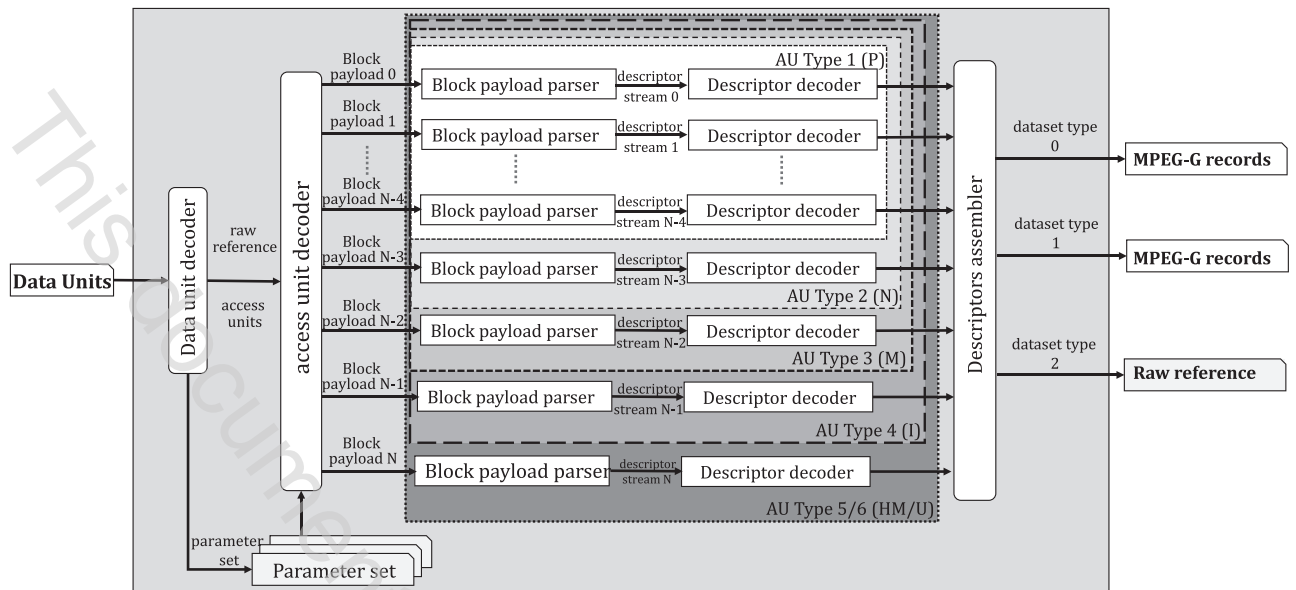 Data Units
Data unit decoder
raw
reference
access
units
parameter
set
Parameter set
access unit decoder
Block
payload 0
Block
payload 1
Block
payload N-4
Block
payload N-3
Block
payload N-2
Block
payload N-1
Block
payload N
AU Type 1 (P)
Block payload parser
descriptor
stream 0
Descriptor decoder
Block payload parser
descriptor
stream 1
Descriptor decoder
Block payload parser
descriptor
stream N-4
Descriptor decoder
Block payload parser
descriptor
stream N-3
Descriptor decoder
AU Type 2 (N)
Block payload parser
descriptor
stream N-2
Descriptor decoder
AU Type 3 (M)
Block payload parser
descriptor
stream N-1
Descriptor decoder
AU Type 4 (I)
Block payload parser
descriptor
stream N
Descriptor decoder
AU Type 5/6 (HM/U)
Descriptors assembler
dataset type
0
MPEG-G records
dataset type
1
MPEG-G records
dataset type
2
Raw reference
This documen